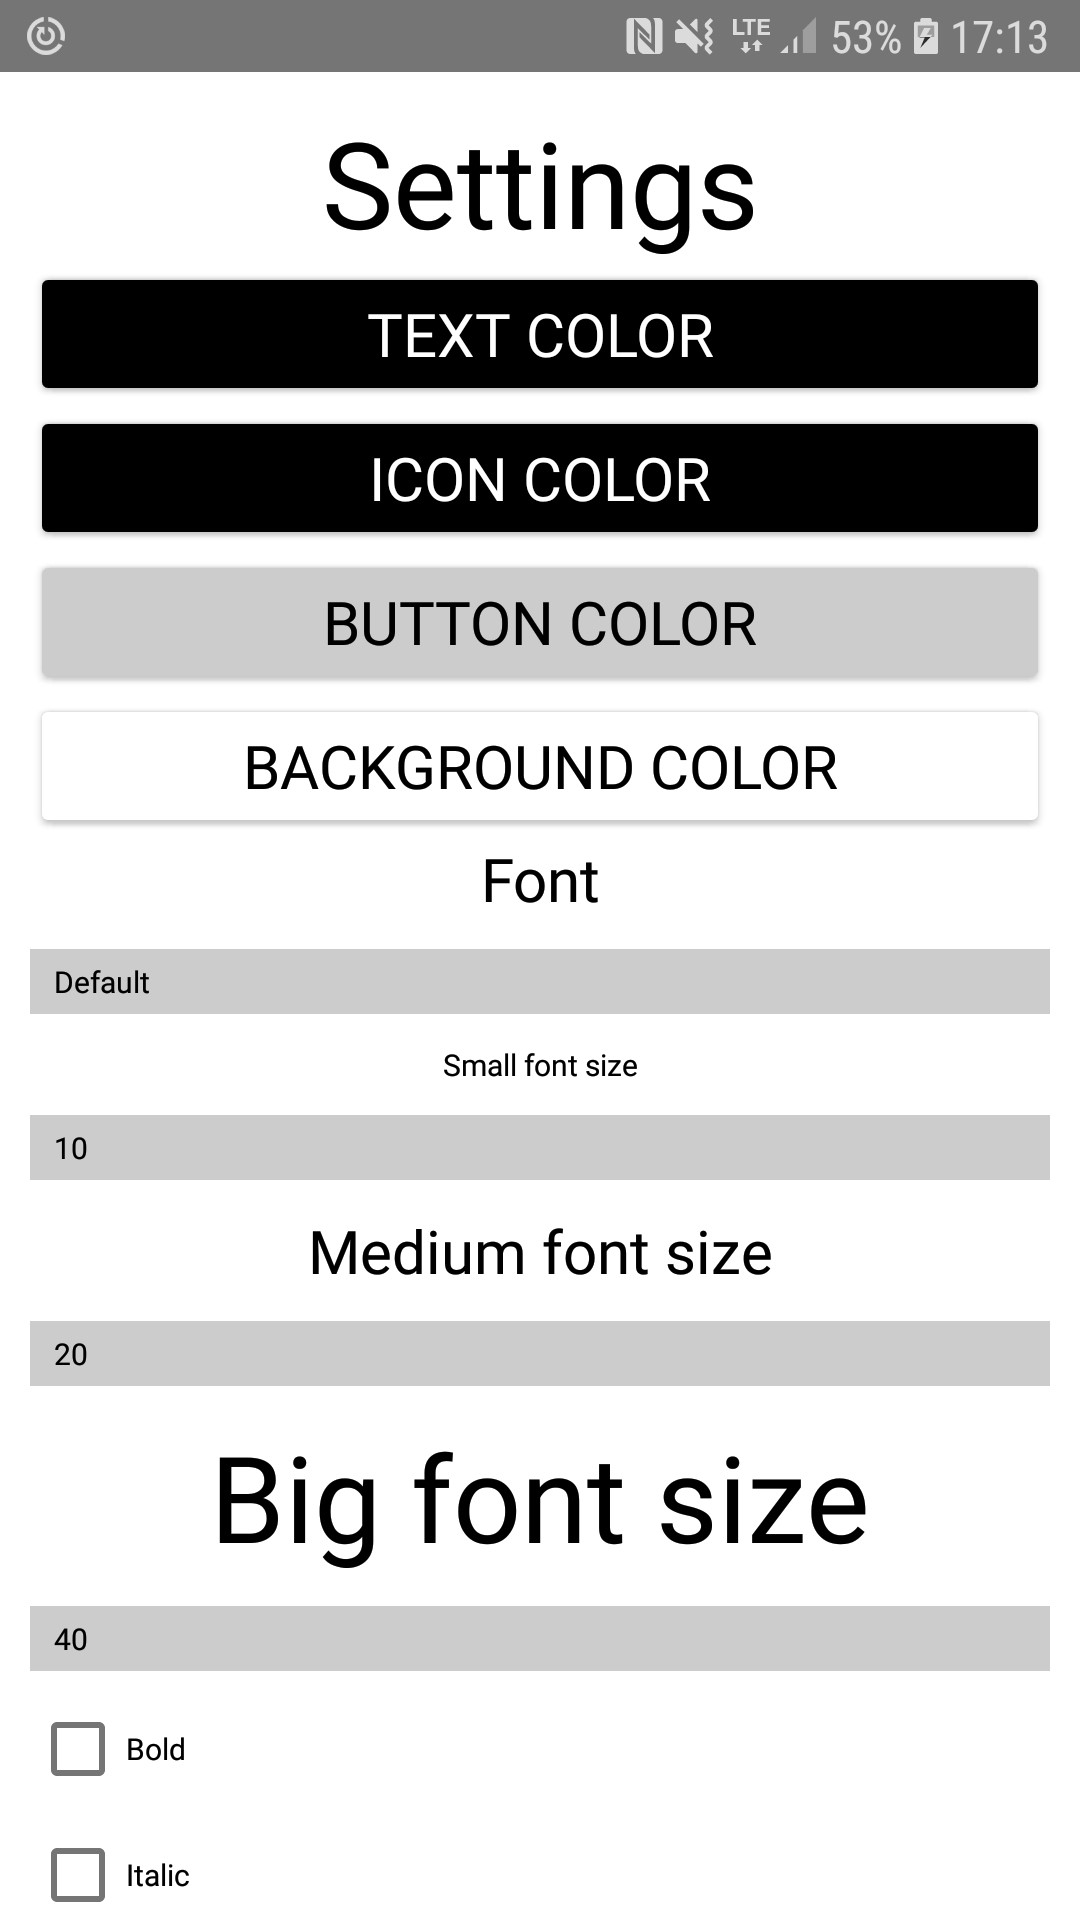 LTE 53% 17:13
Settings
TEXT COLOR
ICON COLOR
BUTTON COLOR
BACKGROUND COLOR
Font
Default
Small font size
10
Medium font size
20
Big font size
40
Bold
Italic